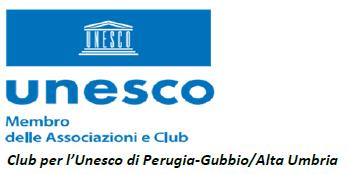 UNESCO
unesco
Membro
delle Associazioni e Club
Club per l'Unesco di Perugia-Gubbio/Alta Umbria